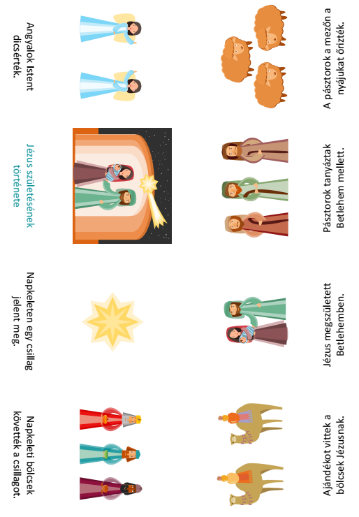 A pásztorok a mezőn a
nyájukat őrizték.
Pásztorok tanyáztak
Betlehem mellett.
Jézus megszületett
Betlehemben.
Ajándékot vittek a
bölcsek Jézusnak.
Angyalok Istent
dicsérték.
Jézus születésének
története
Napkeleten egy csillag
jelent meg.
Napkeleti bölcsek
követték a csillagot.